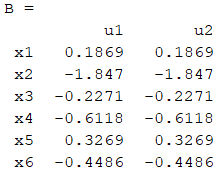 B =
u1 u2
x1 0.1869 0.1869
x2 -1.847 -1.847
x3 -0.2271 -0.2271
x4 -0.6118 -0.6118
x5 0.3269 0.3269
x6 -0.4486 -0.4486